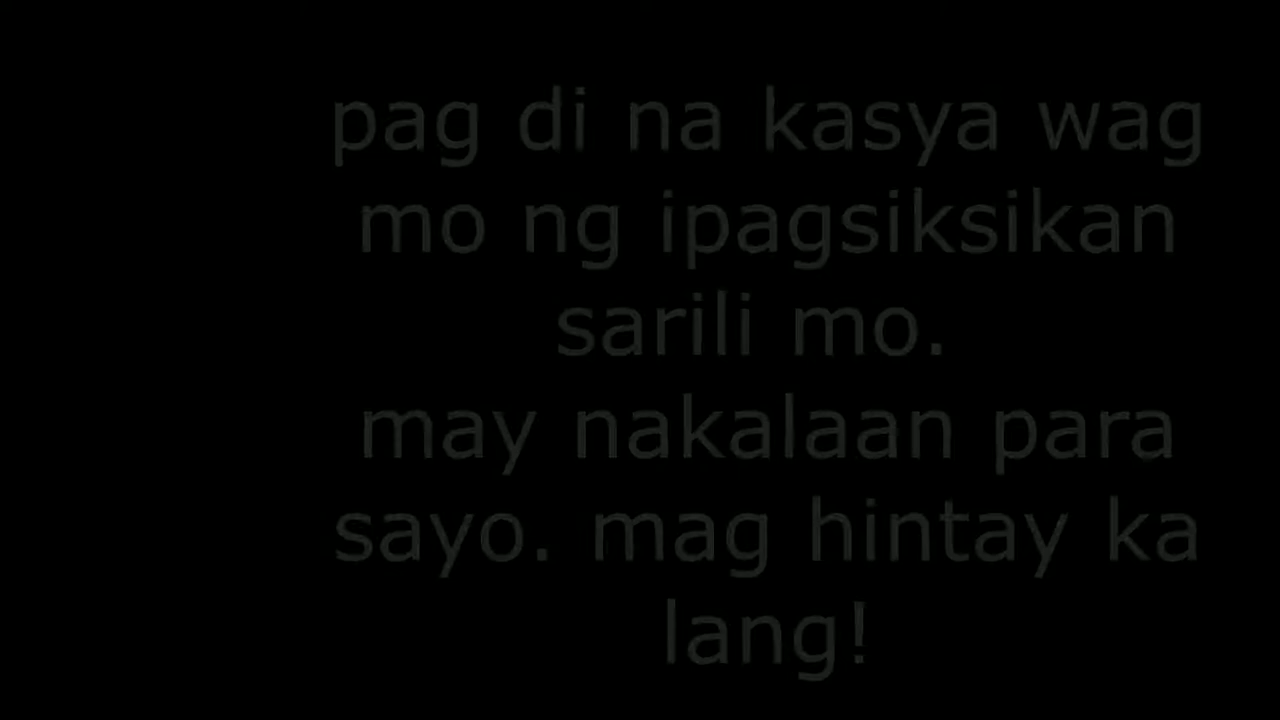 pag di na kasya wag
mo ng ipagsiksikan
sarili mo.
may nakalaan para
sayo. mag hintay ka
lang!